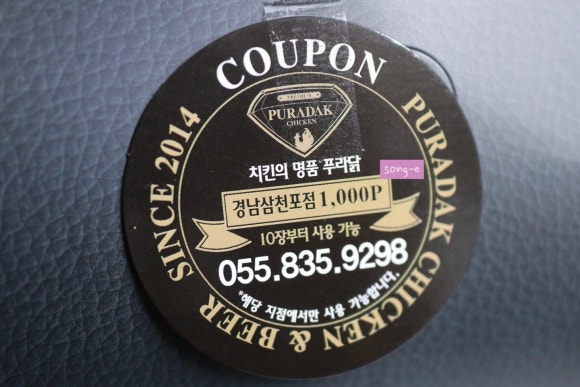 COUPON
SINCE 2014
PURADAK CHICKEN & BEER
PREMIUM
PURADAK
CHICKEN
치킨의 명품 푸라닭
song-e
경남삼천포점 1,000P
10장부터 사용 가능
055.835.9298
*해당 지점에서만 사용 가능합니다.